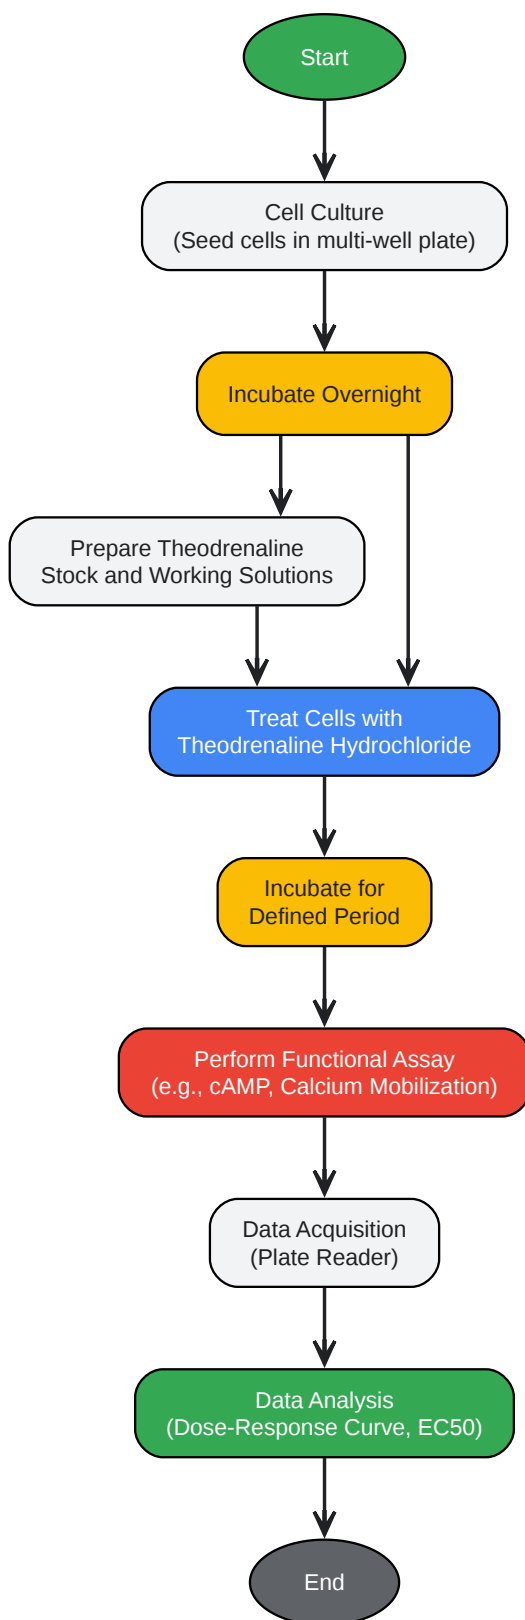 Start
Cell Culture
(Seed cells in multi-well plate)
Incubate Overnight
Prepare Theodrenaline
Stock and Working Solutions
Treat Cells with
Theodrenaline Hydrochloride
Incubate for
Defined Period
Perform Functional Assay
(e.g., cAMP, Calcium Mobilization)
Data Acquisition
(Plate Reader)
Data Analysis
(Dose-Response Curve, EC50)
End